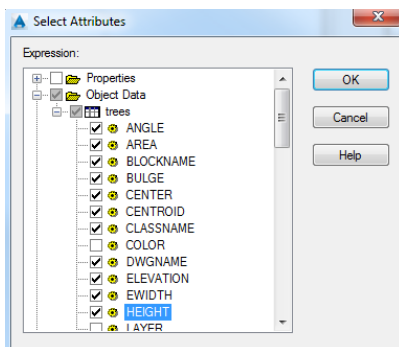 Select Attributes
Expression:
Properties
Object Data
trees
ANGLE
AREA
BLOCKNAME
BULGE
CENTER
CENTROID
CLASSNAME
COLOR
DWGNAME
ELEVATION
EWIDTH
HEIGHT
LAYER
OK
Cancel
Help